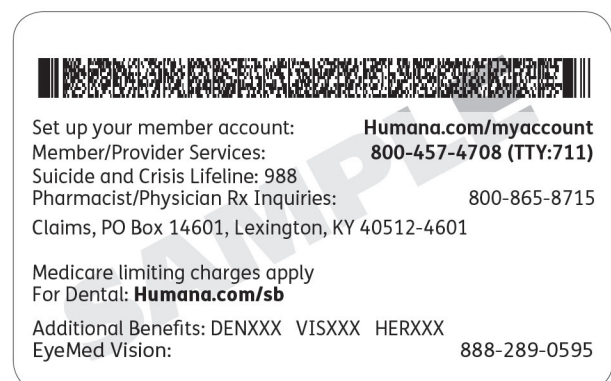 Set up your member account: Humana.com/myaccount
Member/Provider Services: 800-457-4708 (TTY:711)
Suicide and Crisis Lifeline: 988
Pharmacist/Physician Rx Inquiries: 800-865-8715
Claims, PO Box 14601, Lexington, KY 40512-4601
Medicare limiting charges apply
For Dental: Humana.com/sb
Additional Benefits: DENXXX VISXXX HERXXX
EyeMed Vision: 888-289-0595
SAMPLE